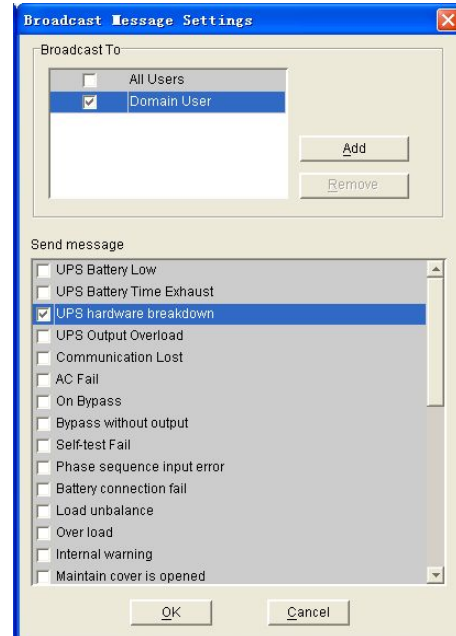 Broadcast Message Settings
Broadcast To
All Users
Domain User
Add
Remove
Send message
UPS Battery Low
UPS Battery Time Exhaust
UPS hardware breakdown
UPS Output Overload
Communication Lost
AC Fail
On Bypass
Bypass without output
Self-test Fail
Phase sequence input error
Battery connection fail
Load unbalance
Over load
Internal warning
Maintain cover is opened
OK
Cancel